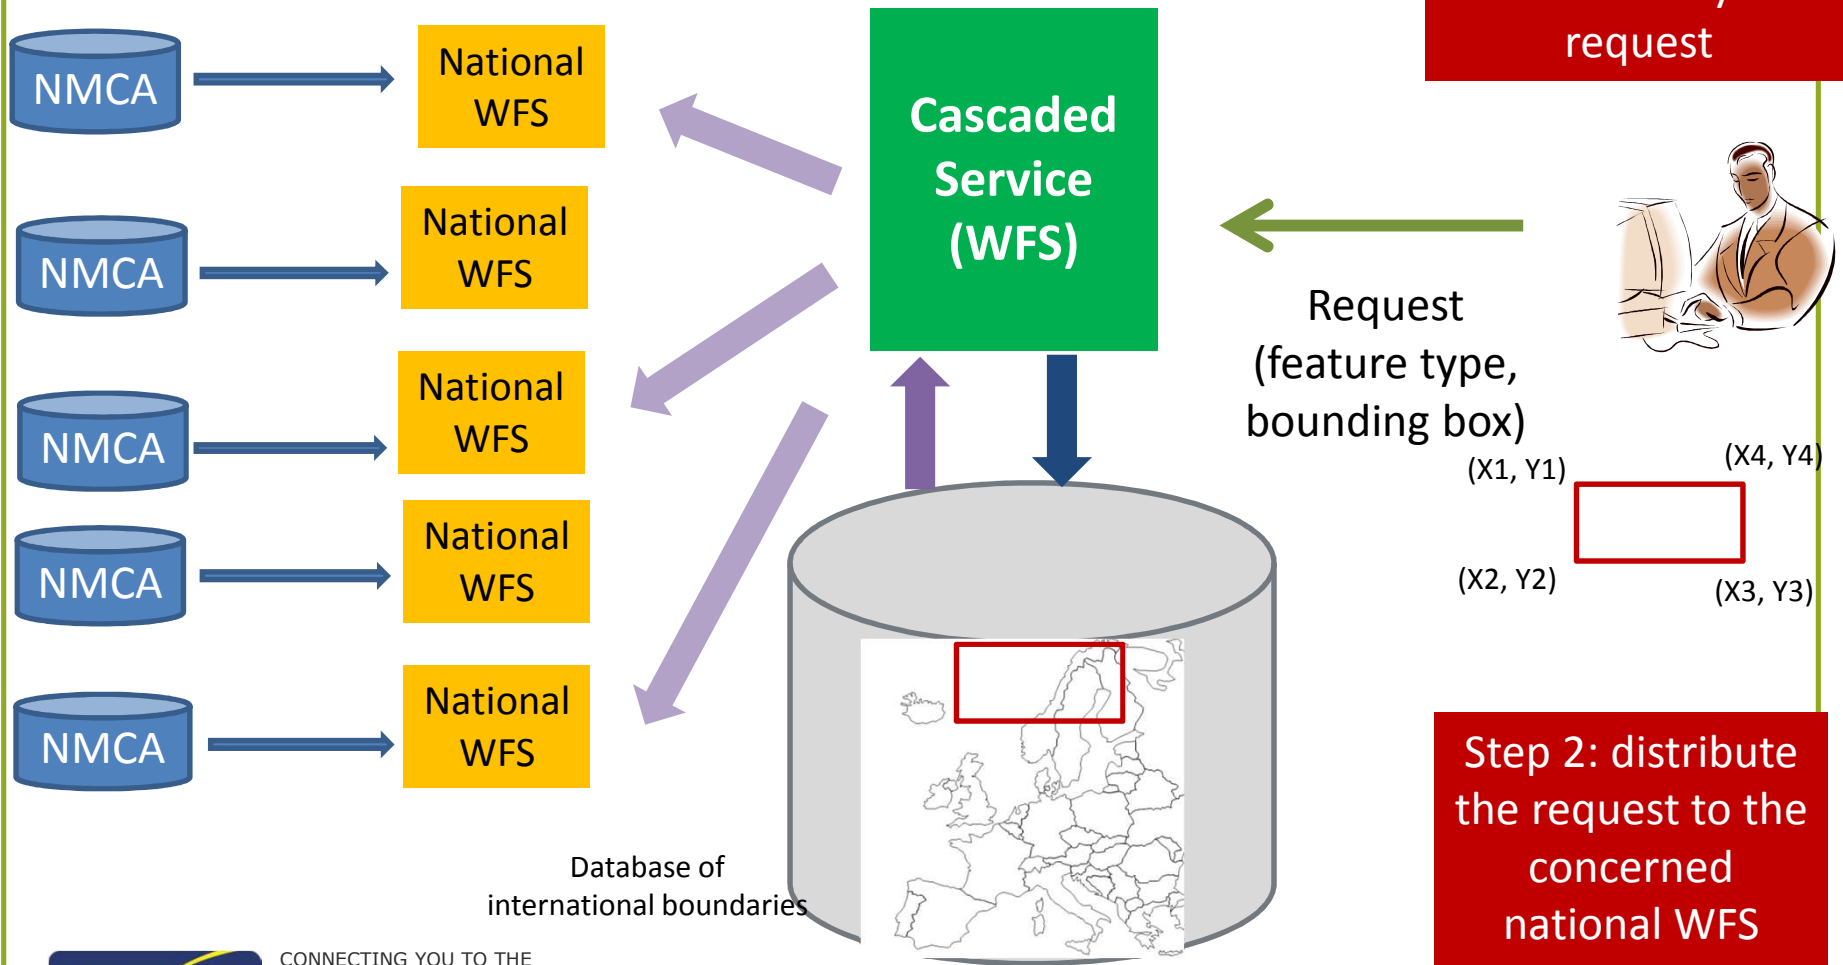 NMCA
National
WFS
NMCA
National
WFS
NMCA
National
WFS
NMCA
National
WFS
NMCA
National
WFS
Cascaded
Service
(WFS)
request
Request
(feature type,
bounding box)
(X1, Y1)
(X4, Y4)
(X2, Y2)
(X3, Y3)
Database of
international boundaries
Step 2: distribute
the request to the
concerned
national WFS
CONNECTING YOU TO THE